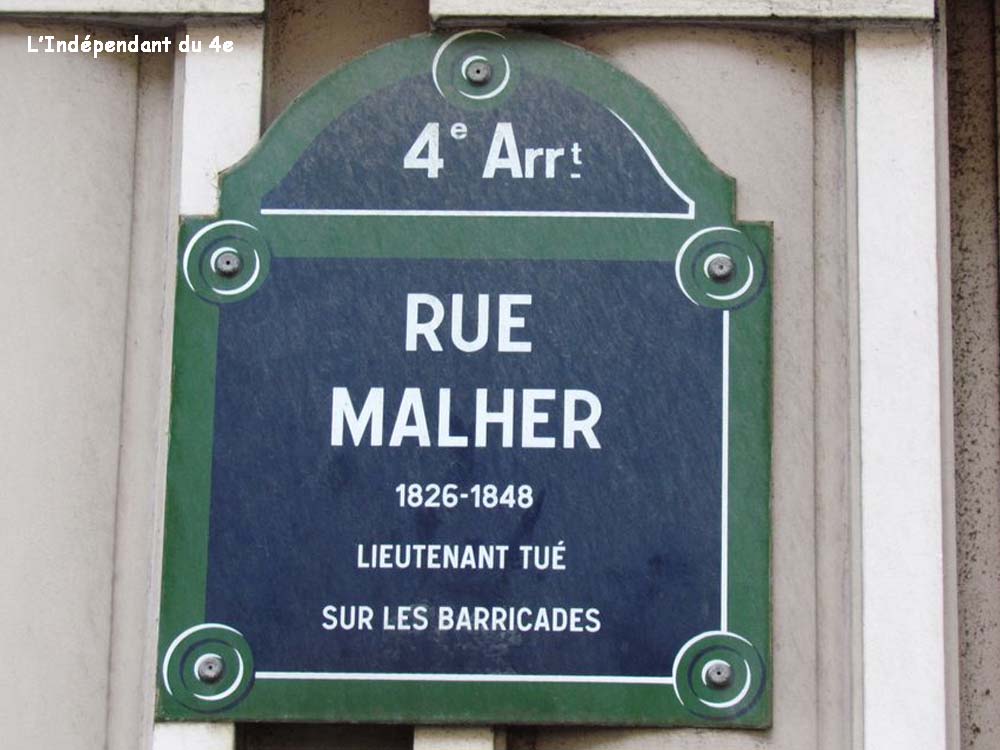 L'Indépendant du 4e
4e Arrt
RUE
MALHER
1826-1848
LIEUTENANT TUÉ
SUR LES BARRICADES